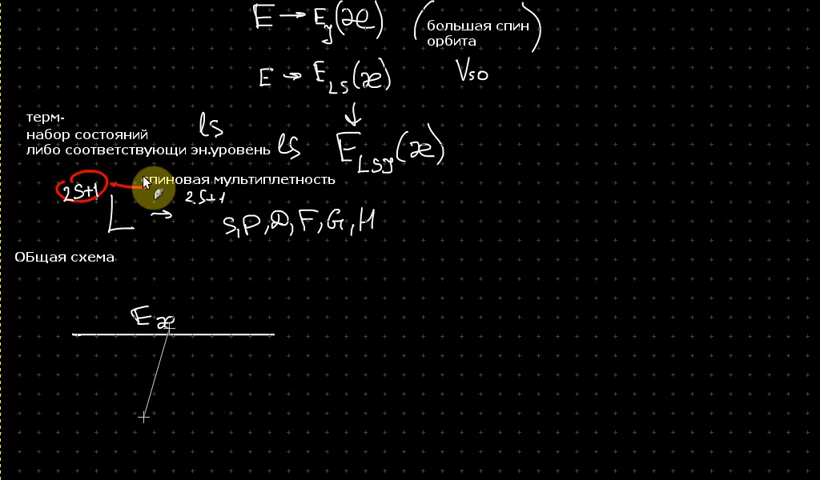 E → E_J(æ) (большая спин
орбита)
E → E_LS(æ) V_so
↓
терм-
набор состояний LS
либо соответствующи эн.уровень LS E_LSJ(æ)
спиновая мультиплетность
2S+1 2S+1
L → S, P, D, F, G, H
ОБщая схема
E æ